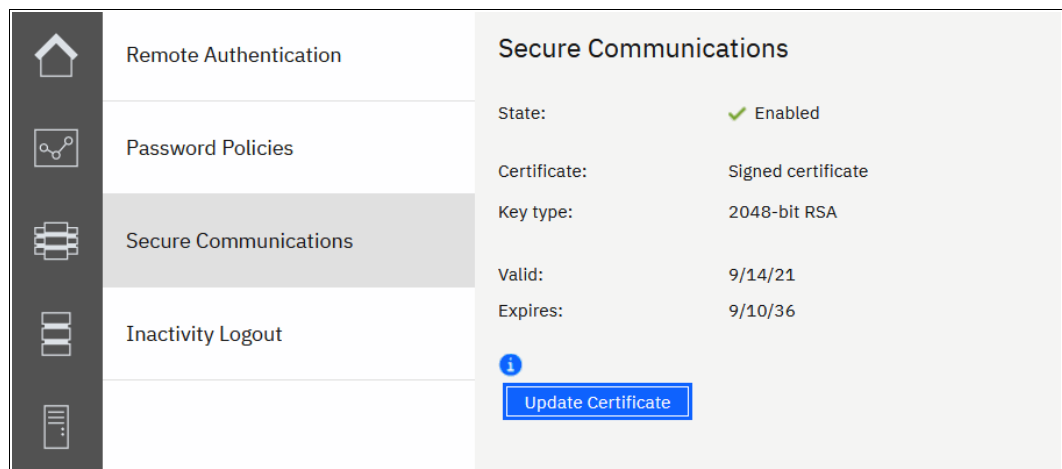 Remote Authentication
Password Policies
Secure Communications
Inactivity Logout
Secure Communications
State: Enabled
Certificate: Signed certificate
Key type: 2048-bit RSA
Valid: 9/14/21
Expires: 9/10/36
i
Update Certificate